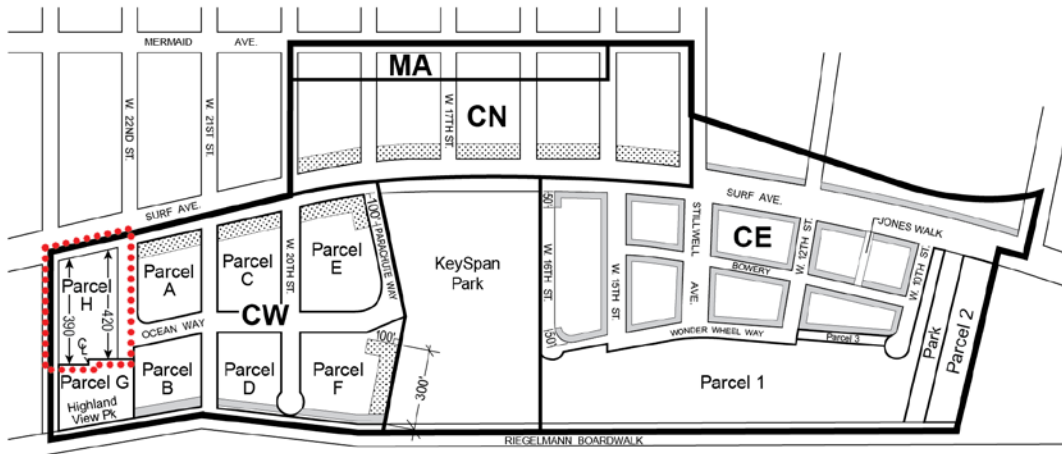 MERMAID AVE.
MA
W. 22ND ST.
W. 21ST ST.
W. 17TH ST.
CN
SURF AVE.
SURF AVE.
100'
PARACHUTE WAY
50'
STILLWELL AVE.
W. 12TH ST.
JONES WALK
CE
W. 10TH ST.
Parcel H
390
420
℄
Parcel A
Parcel C
W. 20TH ST.
Parcel E
KeySpan Park
W. 16TH ST.
W. 15TH ST.
BOWERY
CW
OCEAN WAY
100'
50'
WONDER WHEEL WAY
Parcel 3
Park
Parcel 2
Parcel G
Highland View Pk
Parcel B
Parcel D
Parcel F
300'
Parcel 1
RIEGELMANN BOARDWALK